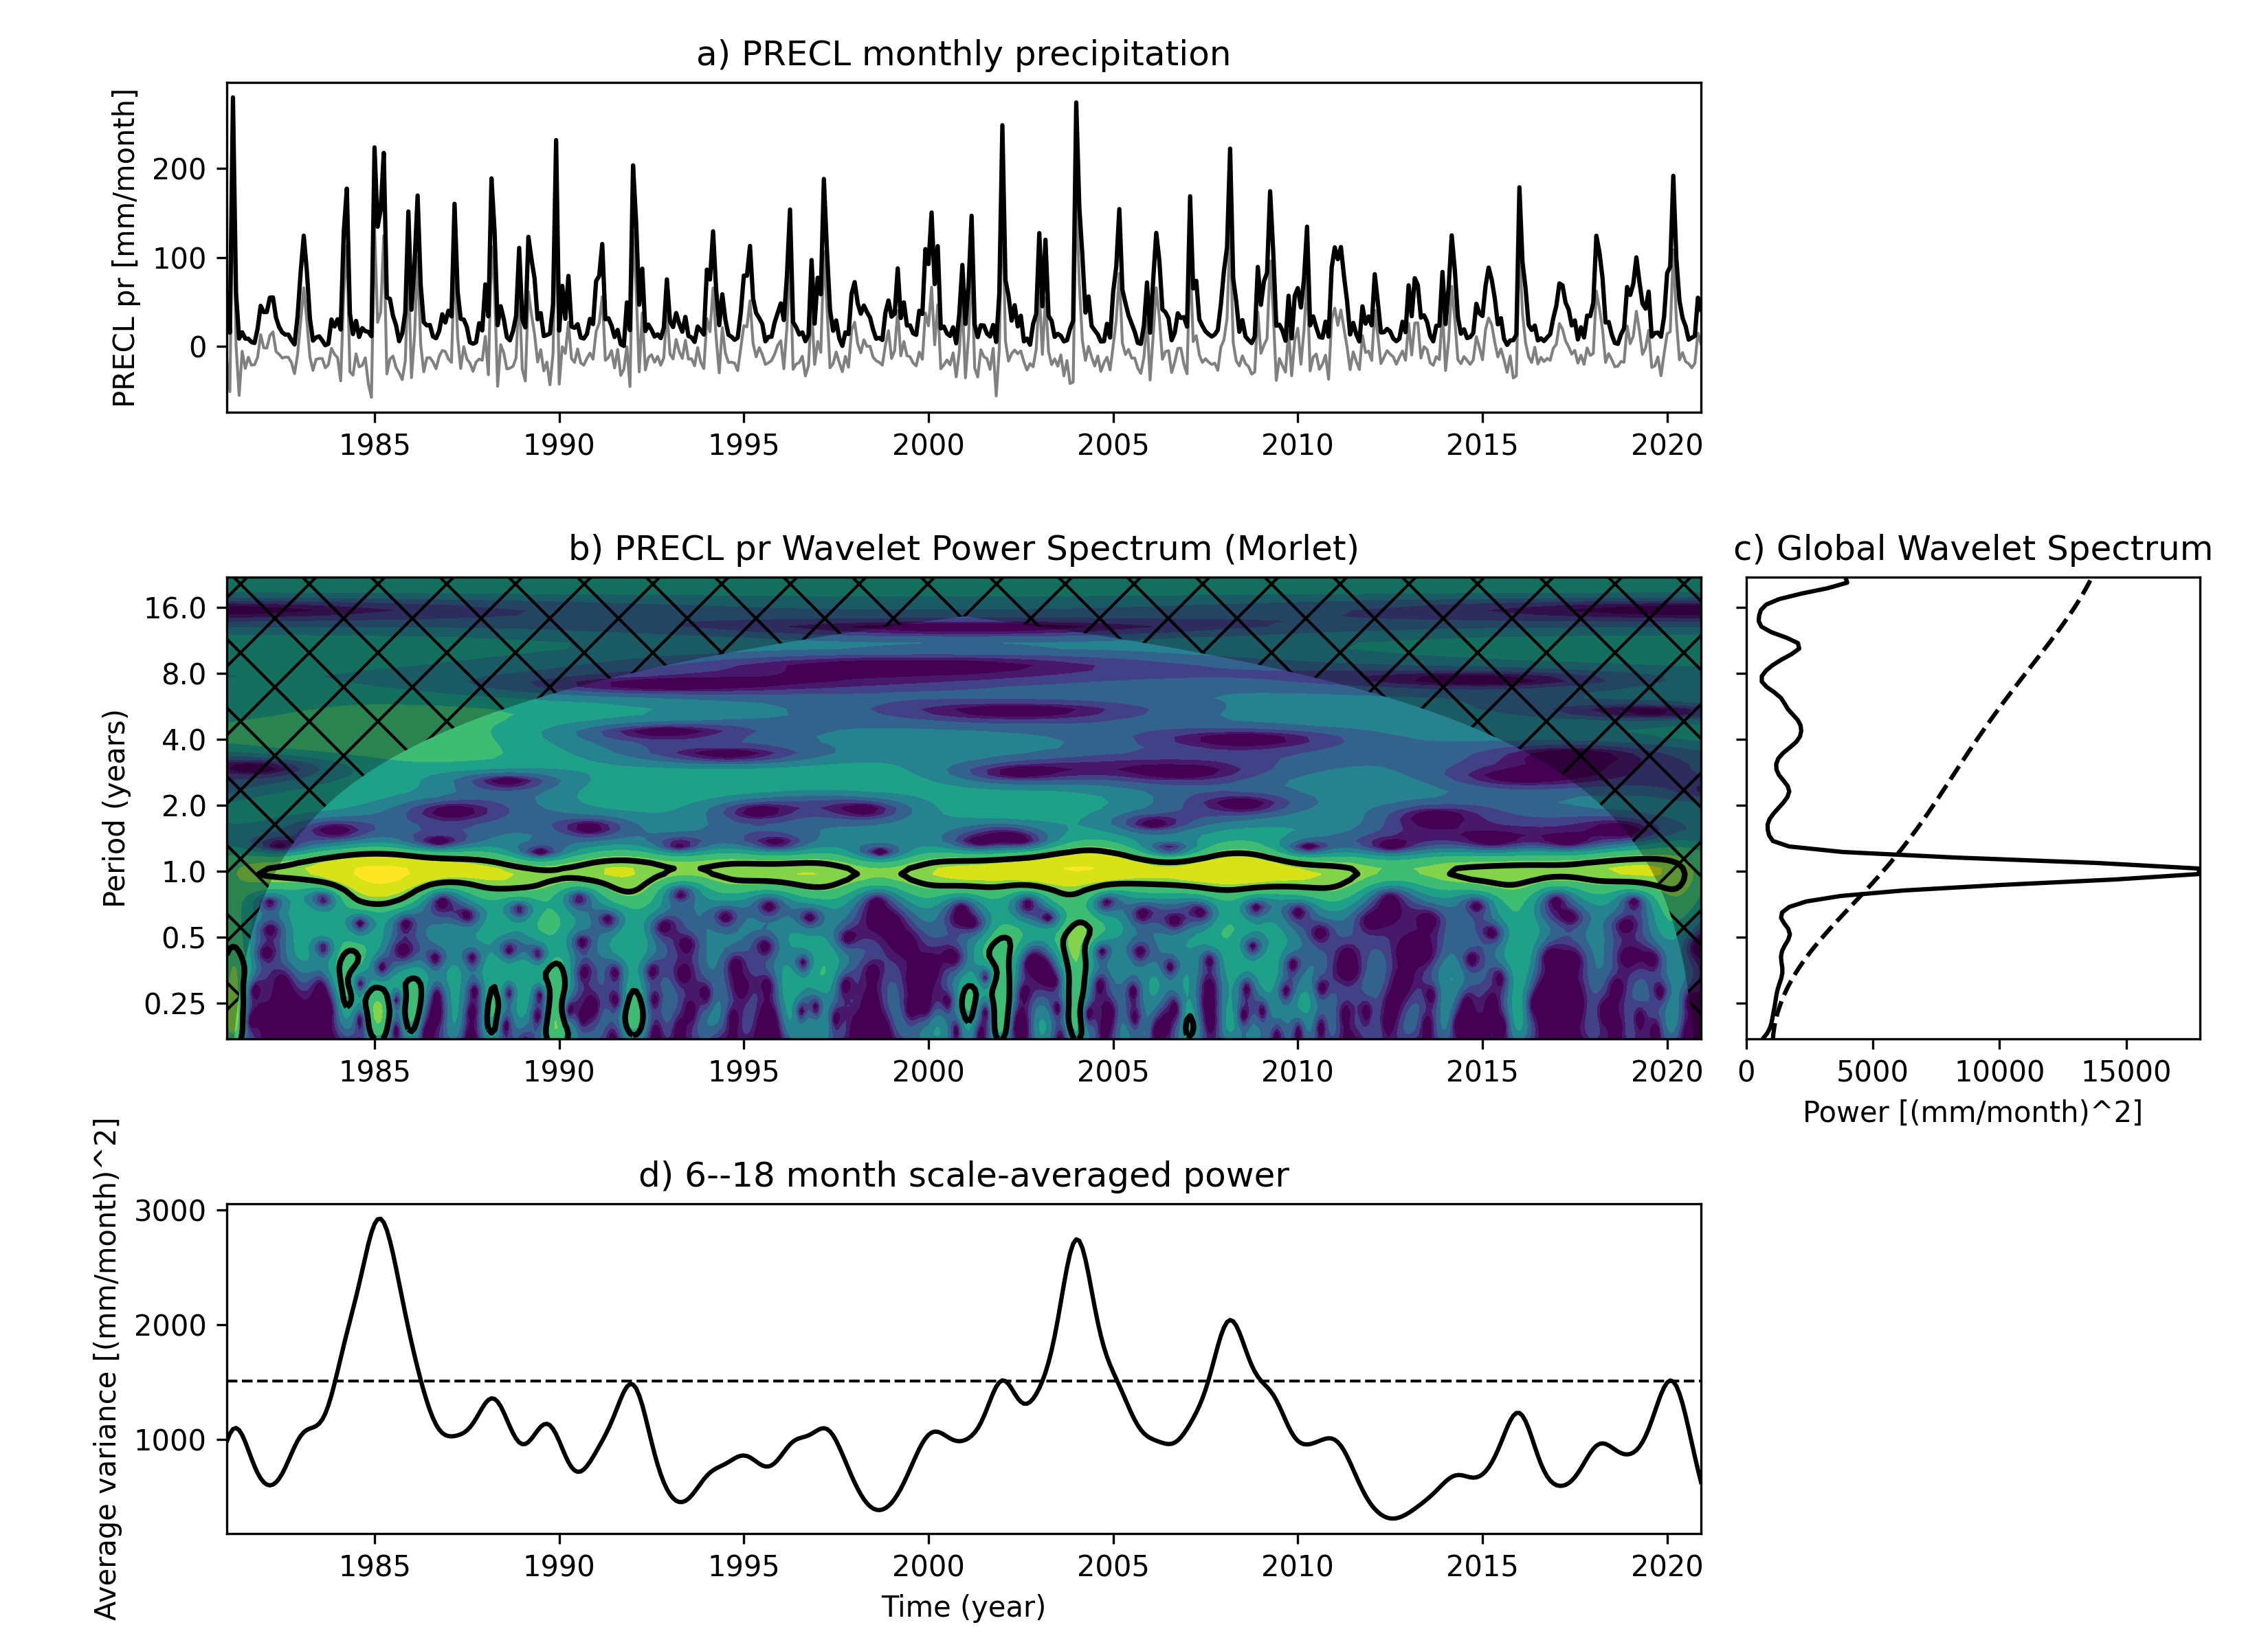 a) PRECL monthly precipitation
PRECL pr [mm/month]
200
100
0
1985 1990 1995 2000 2005 2010 2015 2020
b) PRECL pr Wavelet Power Spectrum (Morlet)
Period (years)
16.0
8.0
4.0
2.0
1.0
0.5
0.25
1985 1990 1995 2000 2005 2010 2015 2020
c) Global Wavelet Spectrum
0 5000 10000 15000
Power [(mm/month)^2]
d) 6--18 month scale-averaged power
Average variance [(mm/month)^2]
3000
2000
1000
1985 1990 1995 2000 2005 2010 2015 2020
Time (year)